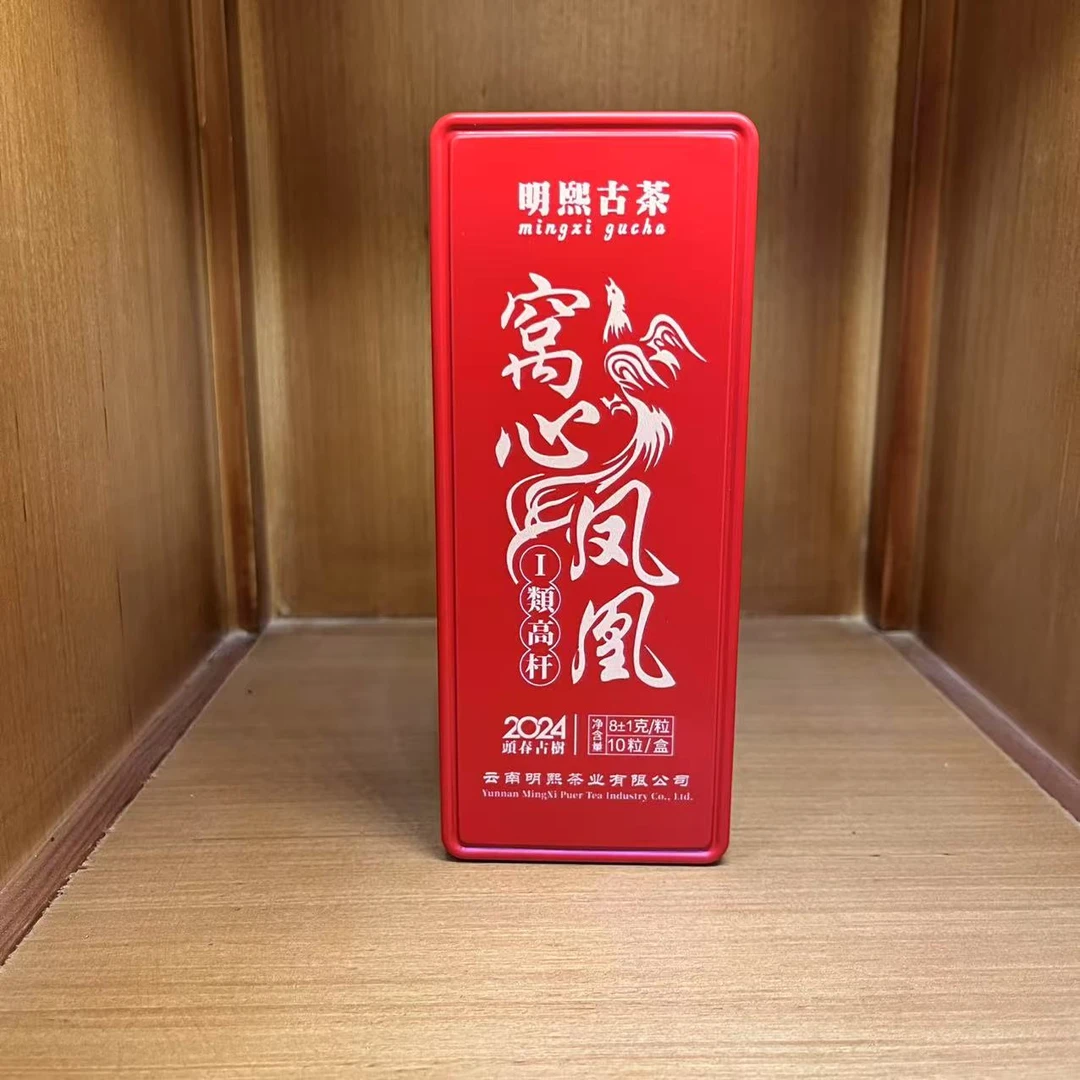 明熙古茶
mingxi gucha
窝心
凤凰
I類高杆
2024
頭春古樹
净含量
8±1克/粒
10粒/盒
云南明熙茶业有限公司
Yunnan MingXi Puer Tea Industry Co., Ltd.